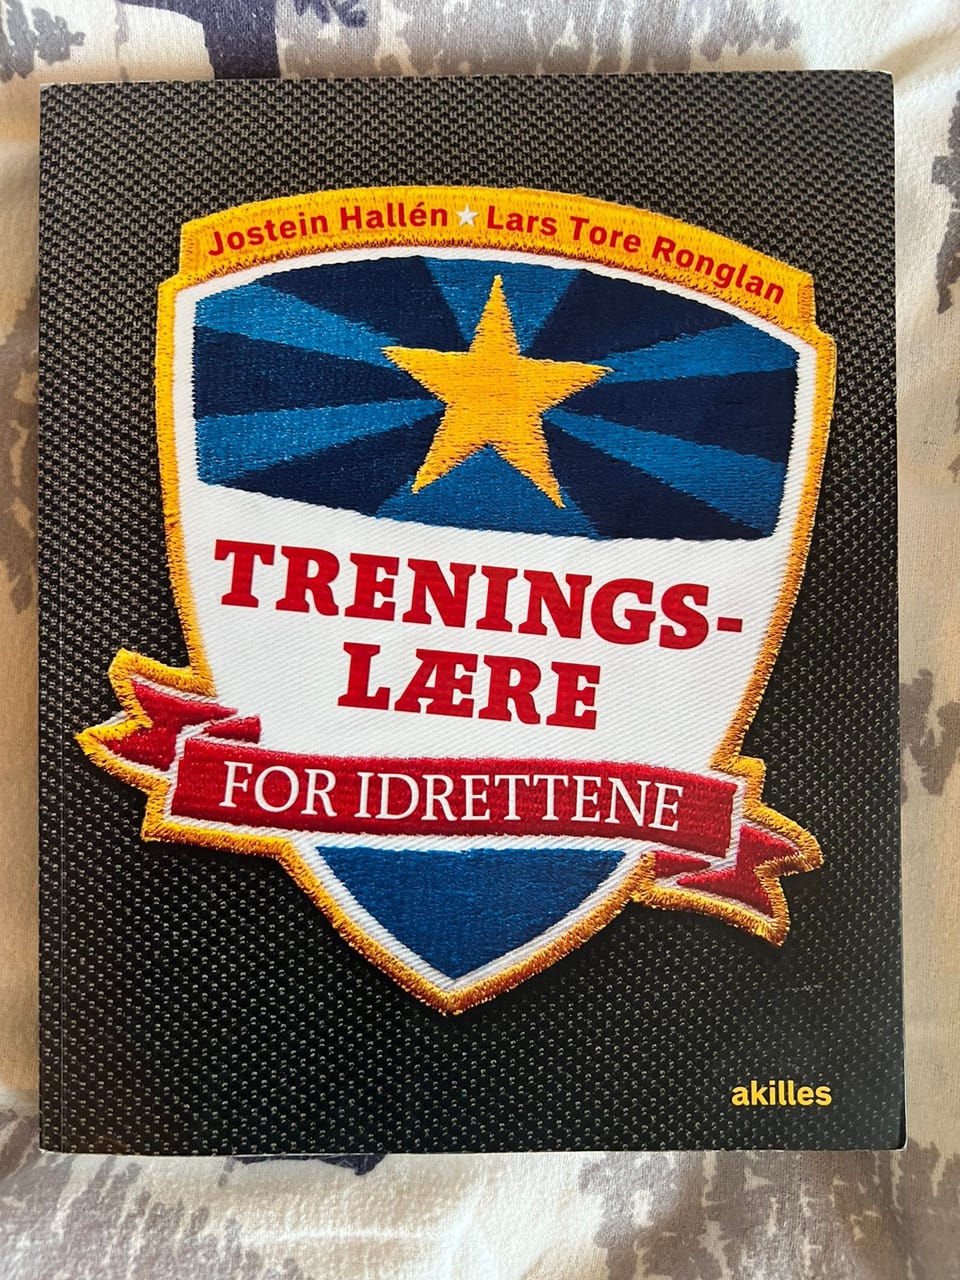 Jostein Hallén ★ Lars Tore Ronglan
TRENINGS-
LÆRE
FOR IDRETTENE
akilles